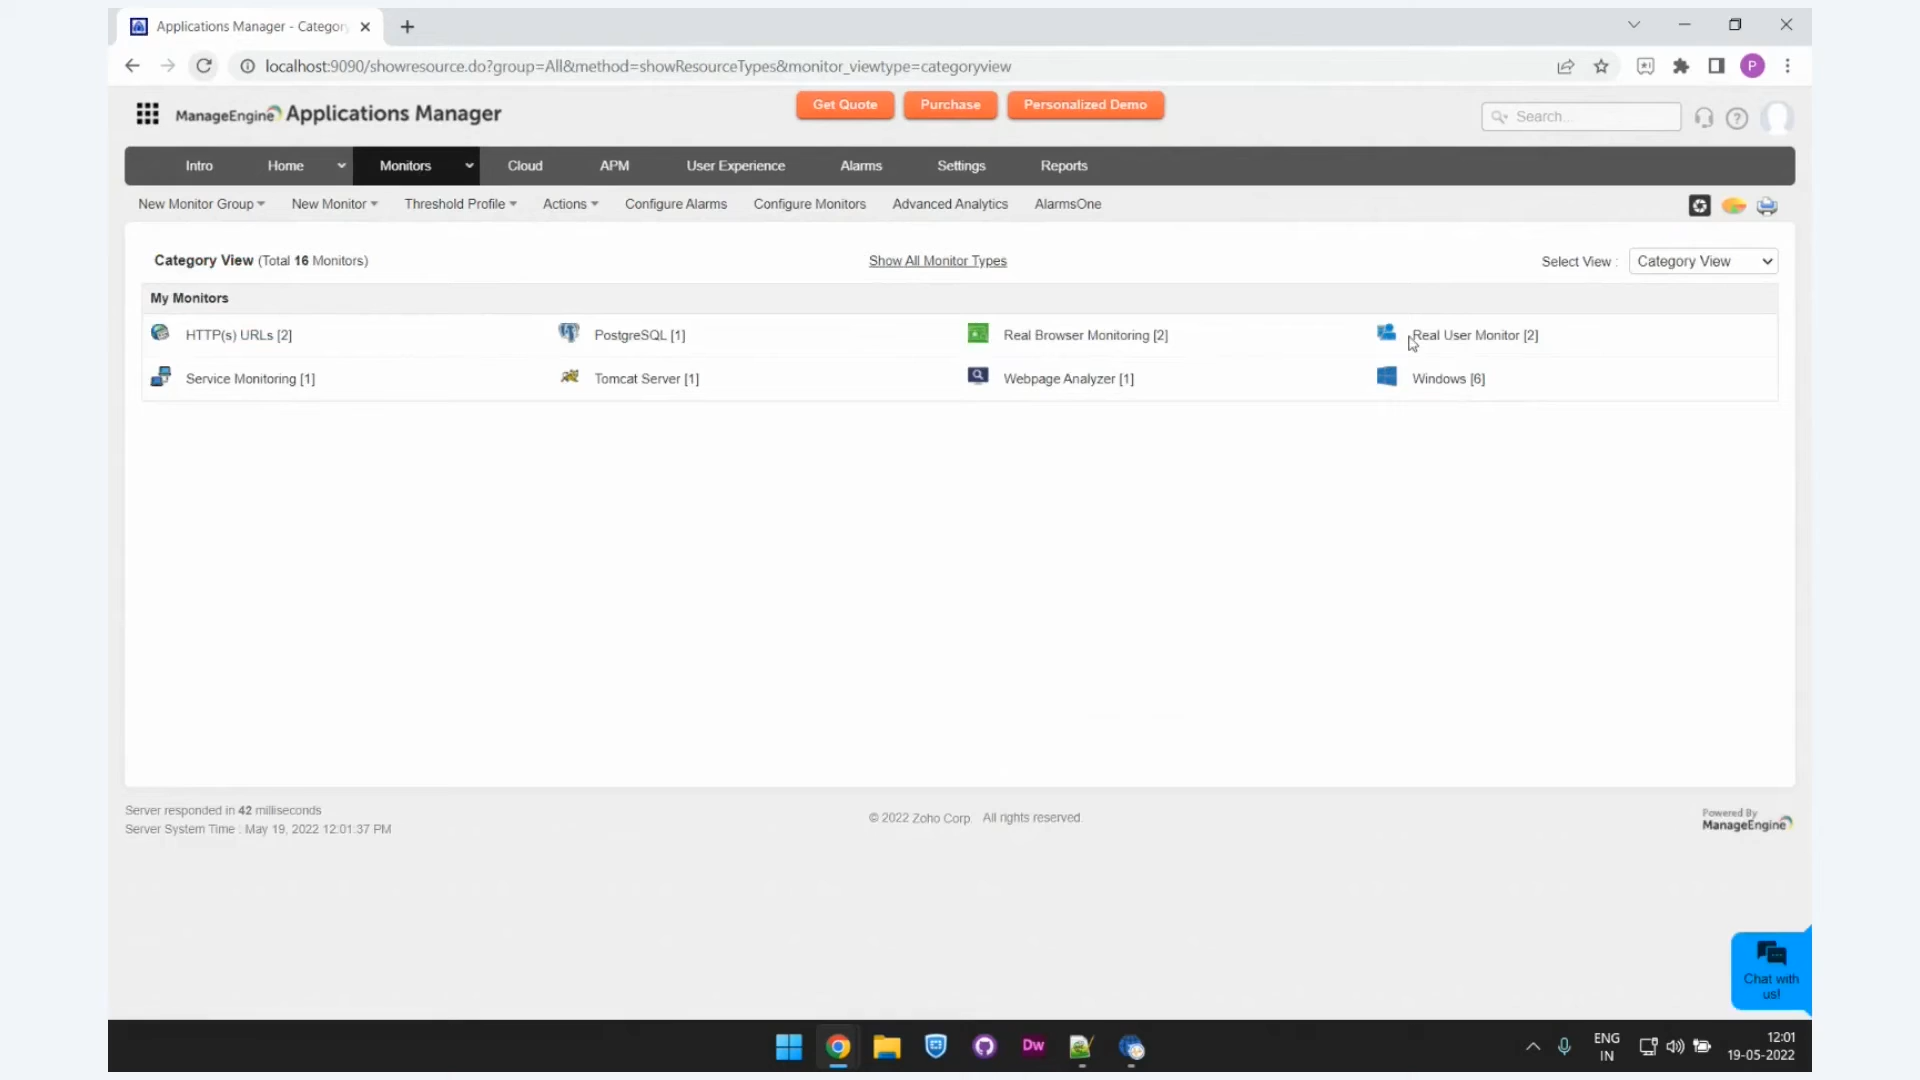 Applications Manager - Category
localhost:9090/showresource.do?group=All&method=showResourceTypes&monitor_viewtype=categoryview
P
ManageEngine Applications Manager
Get Quote
Purchase
Personalized Demo
Search...
Intro
Home
Monitors
Cloud
APM
User Experience
Alarms
Settings
Reports
New Monitor Group
New Monitor
Threshold Profile
Actions
Configure Alarms
Configure Monitors
Advanced Analytics
AlarmsOne
Category View (Total 16 Monitors)
Show All Monitor Types
Select View :
Category View
My Monitors
HTTP(s) URLs [2]
PostgreSQL [1]
Real Browser Monitoring [2]
Real User Monitor [2]
Service Monitoring [1]
Tomcat Server [1]
Webpage Analyzer [1]
Windows [6]
Server responded in 42 milliseconds
Server System Time : May 19, 2022 12:01:37 PM
© 2022 Zoho Corp. All rights reserved.
Powered By
ManageEngine
Chat with
us!
Dw
ENG
IN
12:01
19-05-2022